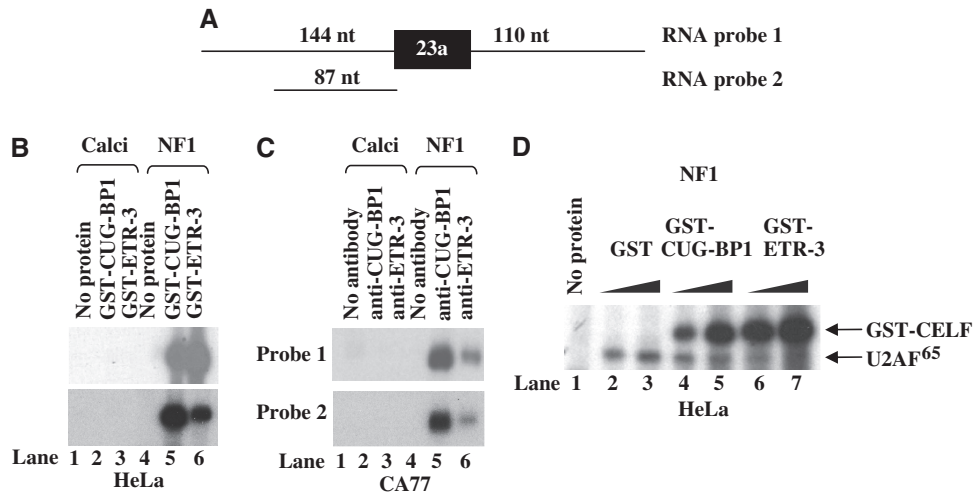 A
144 nt
23a
110 nt
RNA probe 1
87 nt
RNA probe 2
B
Calci
NF1
No protein
GST-CUG-BP1
GST-ETR-3
No protein
GST-CUG-BP1
GST-ETR-3
Lane 1 2 3 4 5 6
HeLa
C
Calci
NF1
No antibody
anti-CUG-BP1
anti-ETR-3
No antibody
anti-CUG-BP1
anti-ETR-3
Probe 1
Probe 2
Lane 1 2 3 4 5 6
CA77
D
NF1
No protein
GST
GST-
CUG-BP1
GST-
ETR-3
GST-CELF
U2AF65
Lane 1 2 3 4 5 6 7
HeLa